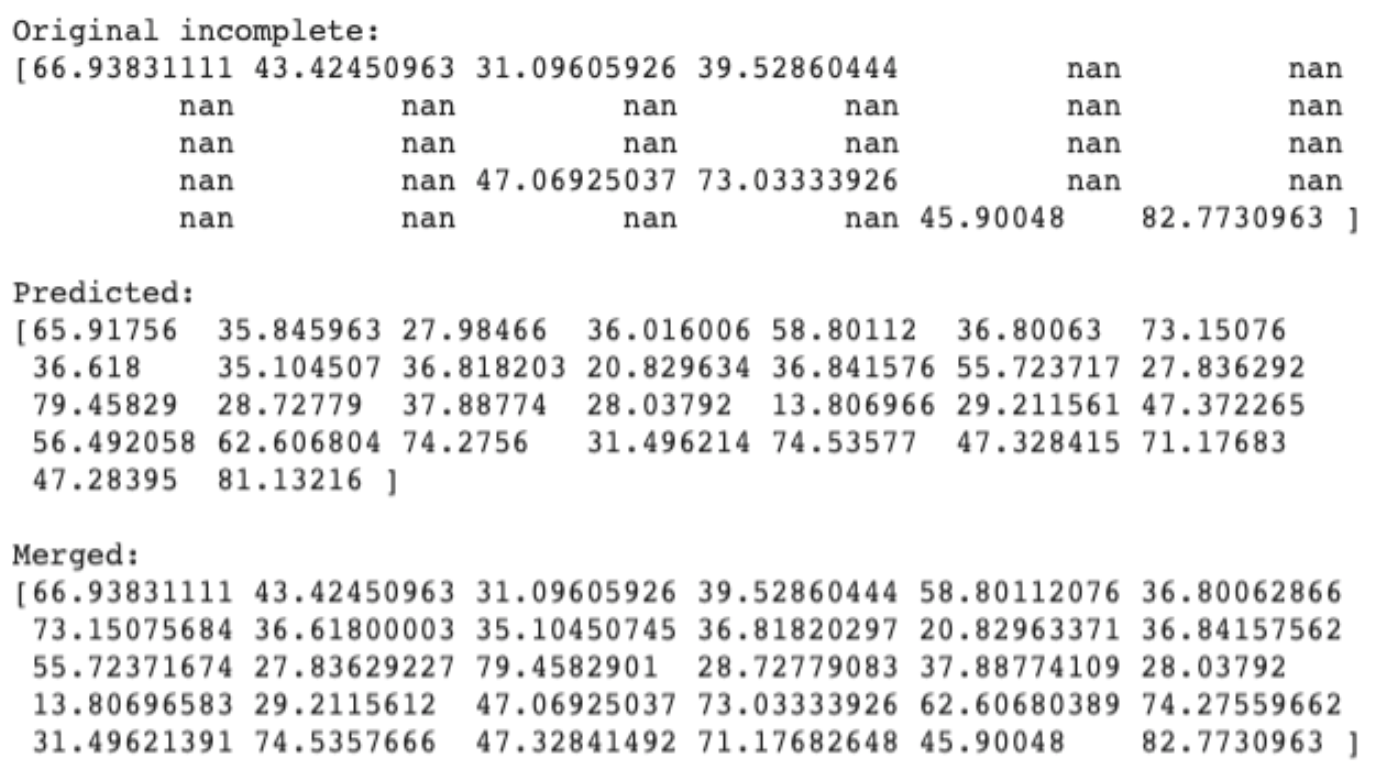 Original incomplete:
[66.93831111 43.42450963 31.09605926 39.52860444 nan nan
nan nan nan nan nan nan
nan nan nan nan nan nan
nan nan 47.06925037 73.03333926 nan nan
nan nan nan nan 45.90048 82.7730963 ]
Predicted:
[65.91756 35.845963 27.98466 36.016006 58.80112 36.80063 73.15076
36.618 35.104507 36.818203 20.829634 36.841576 55.723717 27.836292
79.45829 28.72779 37.88774 28.03792 13.806966 29.211561 47.372265
56.492058 62.606804 74.2756 31.496214 74.53577 47.328415 71.17683
47.28395 81.13216 ]
Merged:
[66.93831111 43.42450963 31.09605926 39.52860444 58.80112076 36.80062866
73.15075684 36.61800003 35.10450745 36.81820297 20.82963371 36.84157562
55.72371674 27.83629227 79.4582901 28.72779083 37.88774109 28.03792
13.80696583 29.2115612 47.06925037 73.03333926 62.60680389 74.27559662
31.49621391 74.5357666 47.32841492 71.17682648 45.90048 82.7730963 ]